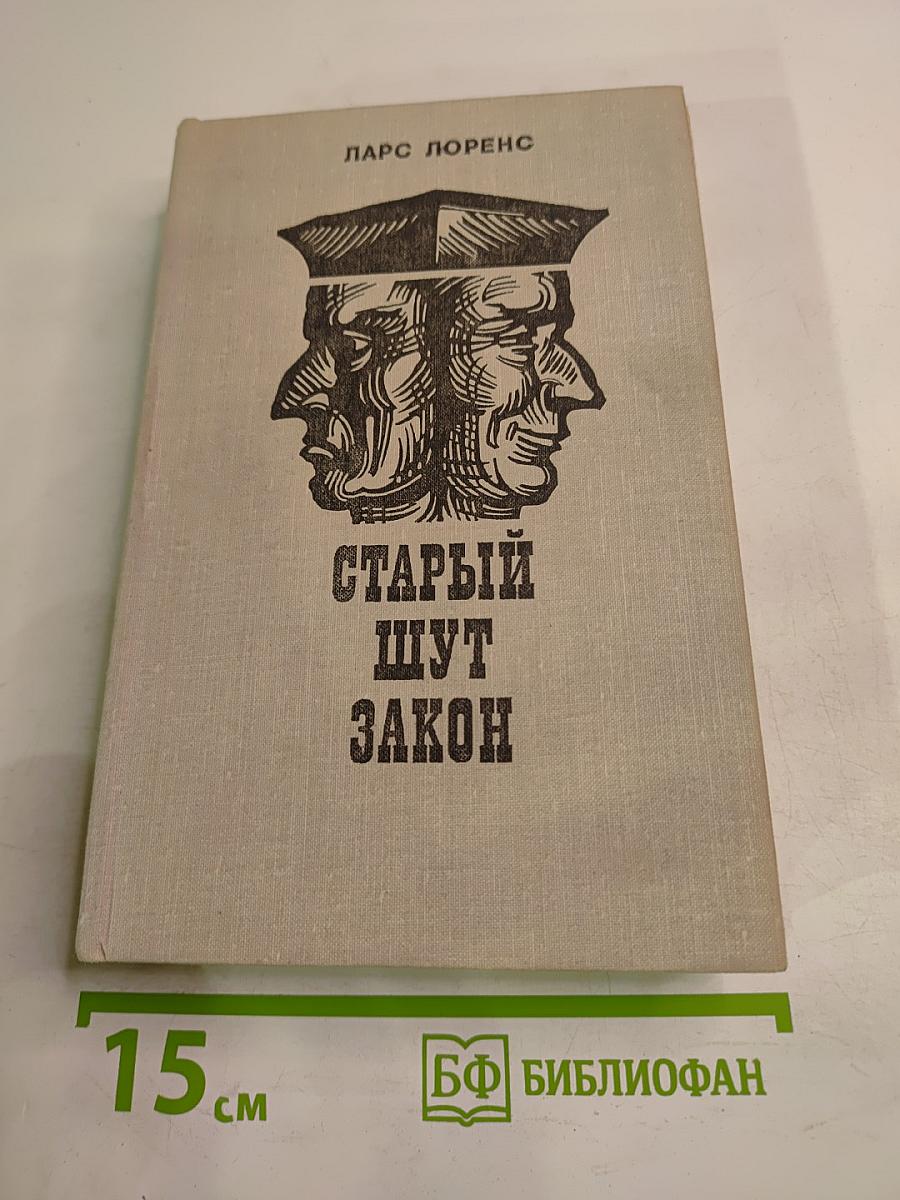 ЛАРС ЛОРЕНС
СТАРЫЙ
ШУТ
ЗАКОН
15 см
БФ БИБЛИОФАН